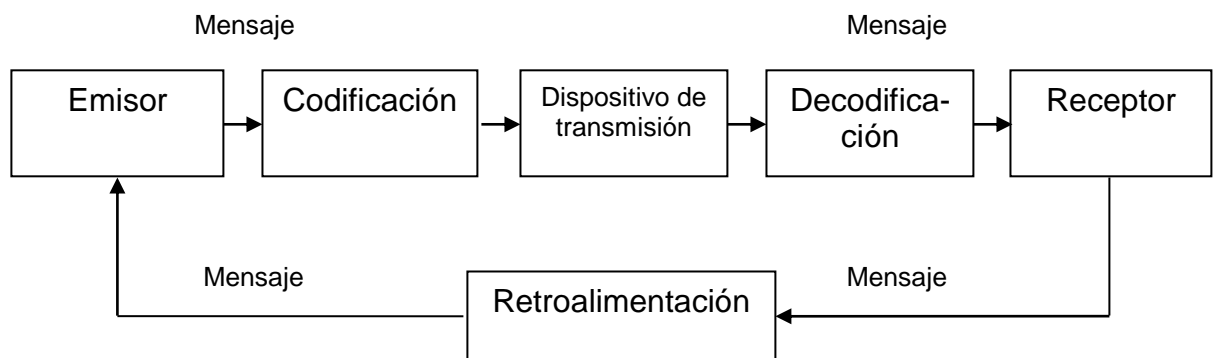 Mensaje
Mensaje
Emisor
Codificación
Dispositivo de
transmisión
Decodifica-
ción
Receptor
Mensaje
Mensaje
Retroalimentación